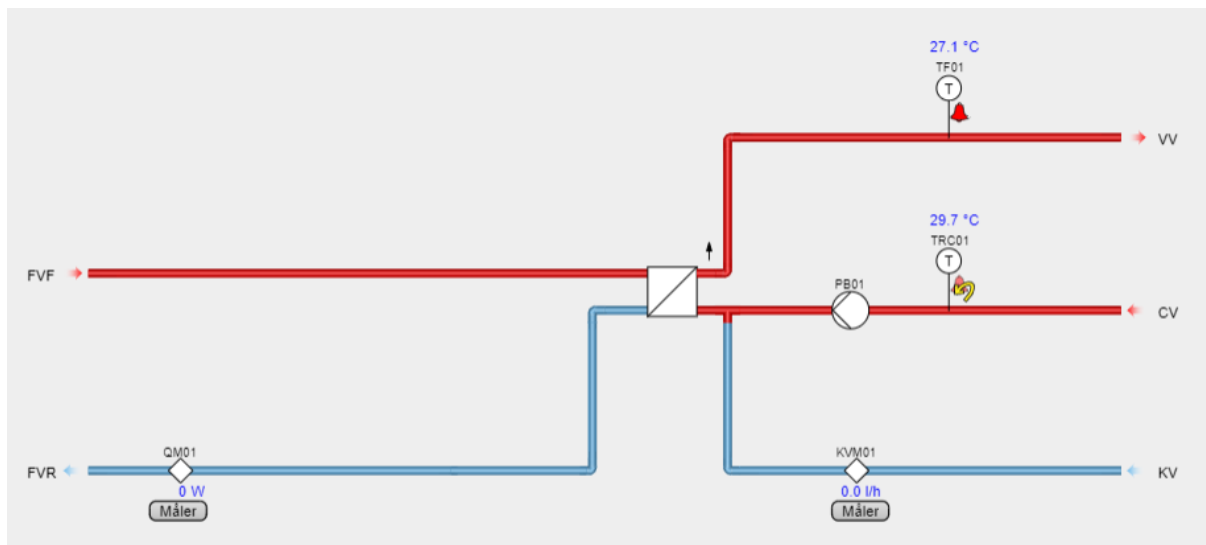 27.1 °C
TF01
T
VV
29.7 °C
TRC01
T
FVF
PB01
CV
QM01
KVM01
FVR
KV
0 W
0.0 l/h
Måler
Måler